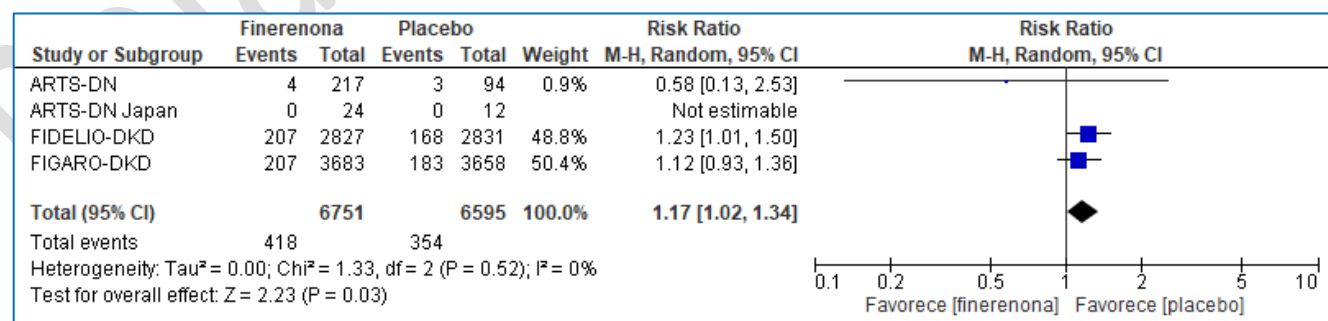 Finerenona Placebo Risk Ratio Risk Ratio
Study or Subgroup Events Total Events Total Weight M-H, Random, 95% CI M-H, Random, 95% CI
ARTS-DN 4 217 3 94 0.9% 0.58 [0.13, 2.53]
ARTS-DN Japan 0 24 0 12 Not estimable
FIDELIO-DKD 207 2827 168 2831 48.8% 1.23 [1.01, 1.50]
FIGARO-DKD 207 3683 183 3658 50.4% 1.12 [0.93, 1.36]
Total (95% CI) 6751 6595 100.0% 1.17 [1.02, 1.34]
Total events 418 354
Heterogeneity: Tau² = 0.00; Chi² = 1.33, df = 2 (P = 0.52); I² = 0%
Test for overall effect: Z = 2.23 (P = 0.03)
0.1 0.2 0.5 1 2 5 10
Favorece [finerenona] Favorece [placebo]